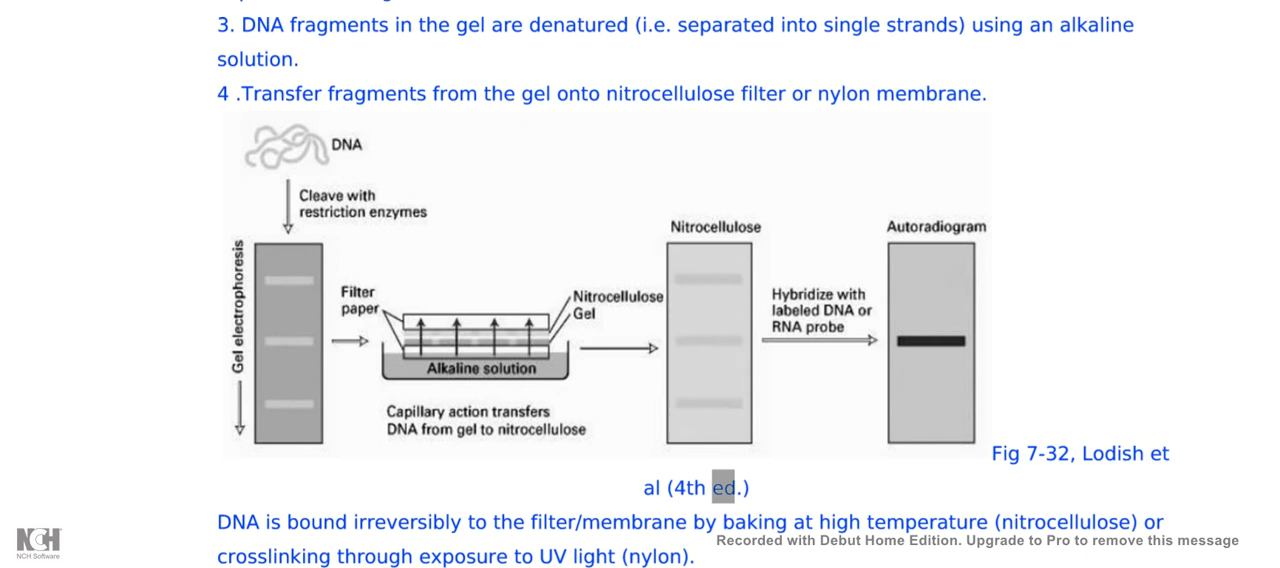 3. DNA fragments in the gel are denatured (i.e. separated into single strands) using an alkaline
solution.
4 .Transfer fragments from the gel onto nitrocellulose filter or nylon membrane.
DNA
Cleave with
restriction enzymes
Gel electrophoresis
Filter
paper
Nitrocellulose
Gel
Alkaline solution
Capillary action transfers
DNA from gel to nitrocellulose
Nitrocellulose
Hybridize with
labeled DNA or
RNA probe
Autoradiogram
Fig 7-32, Lodish et
al (4th ed.)
DNA is bound irreversibly to the filter/membrane by baking at high temperature (nitrocellulose) or
Recorded with Debut Home Edition. Upgrade to Pro to remove this message
crosslinking through exposure to UV light (nylon).
NCH
NCH Software